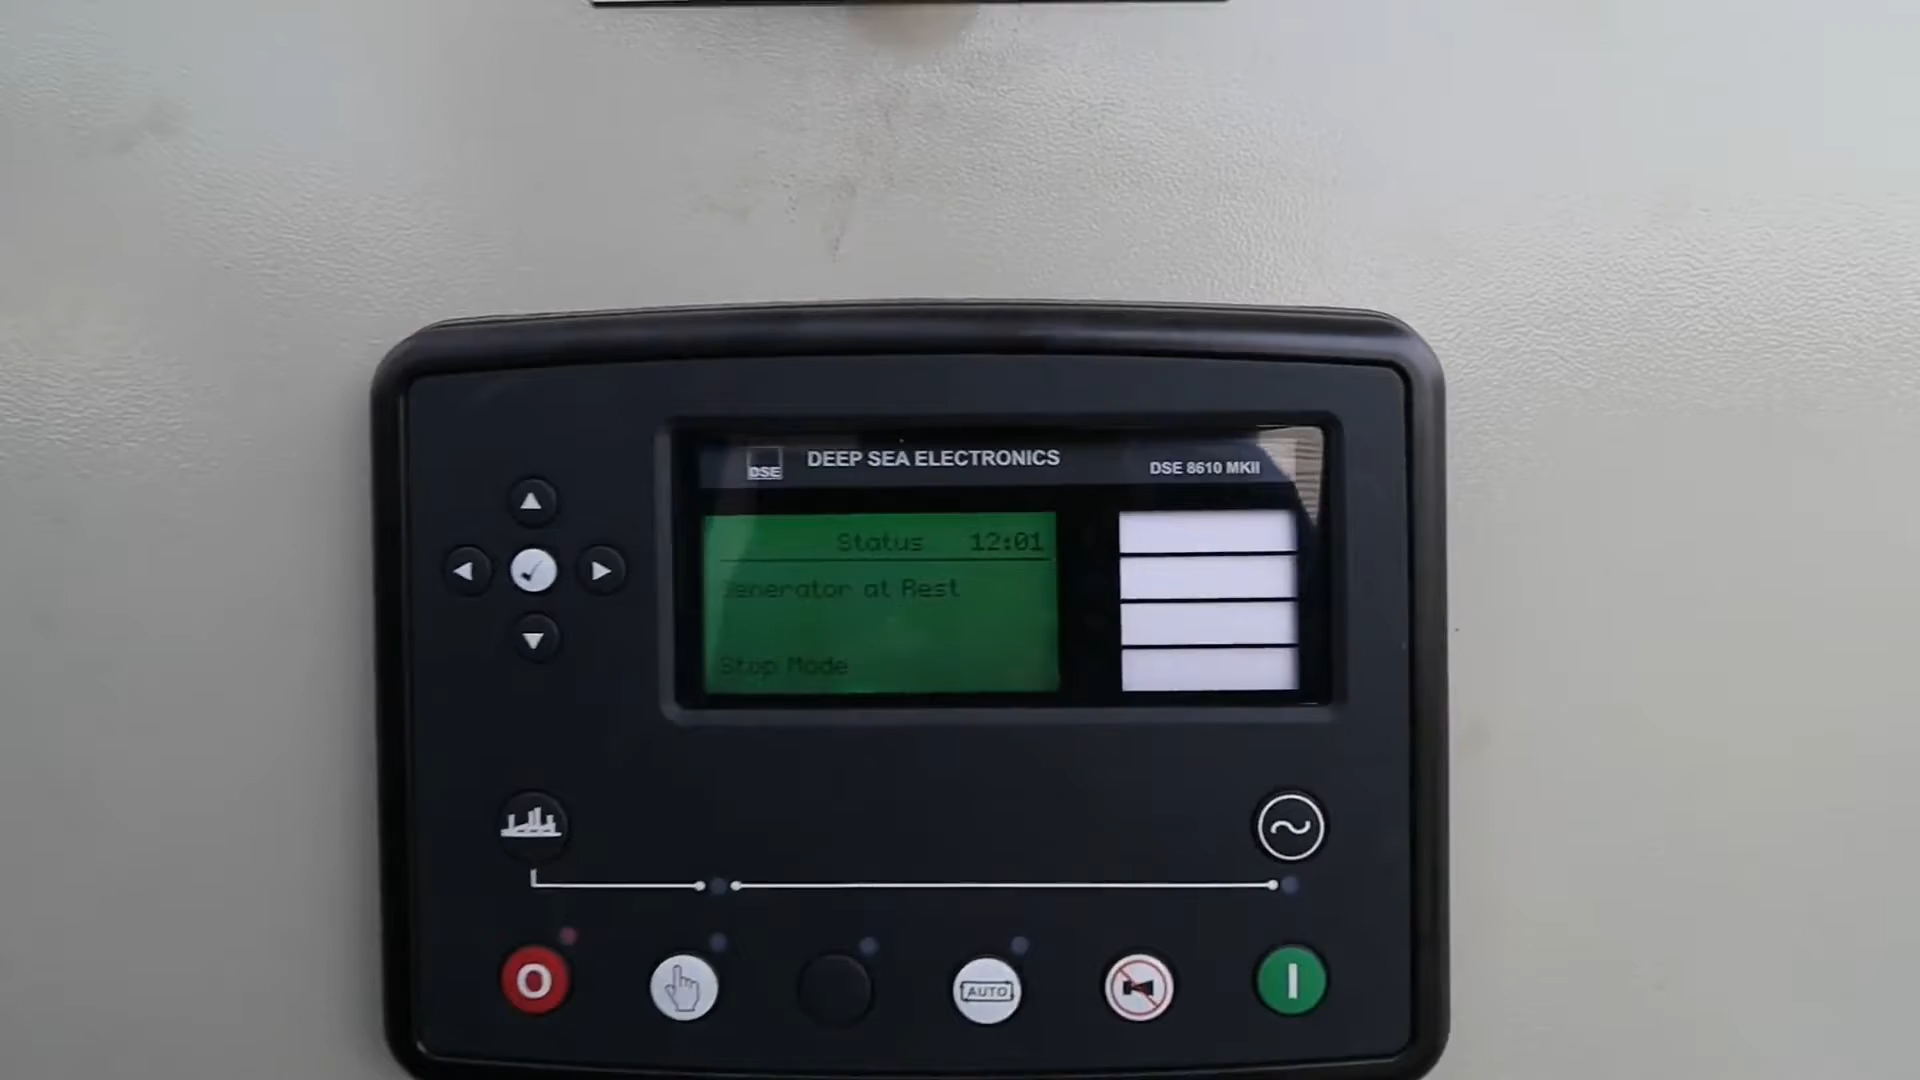 DSE DEEP SEA ELECTRONICS DSE 8610 MKII
Status 12:01
Generator at Rest
Stop Mode
O AUTO I